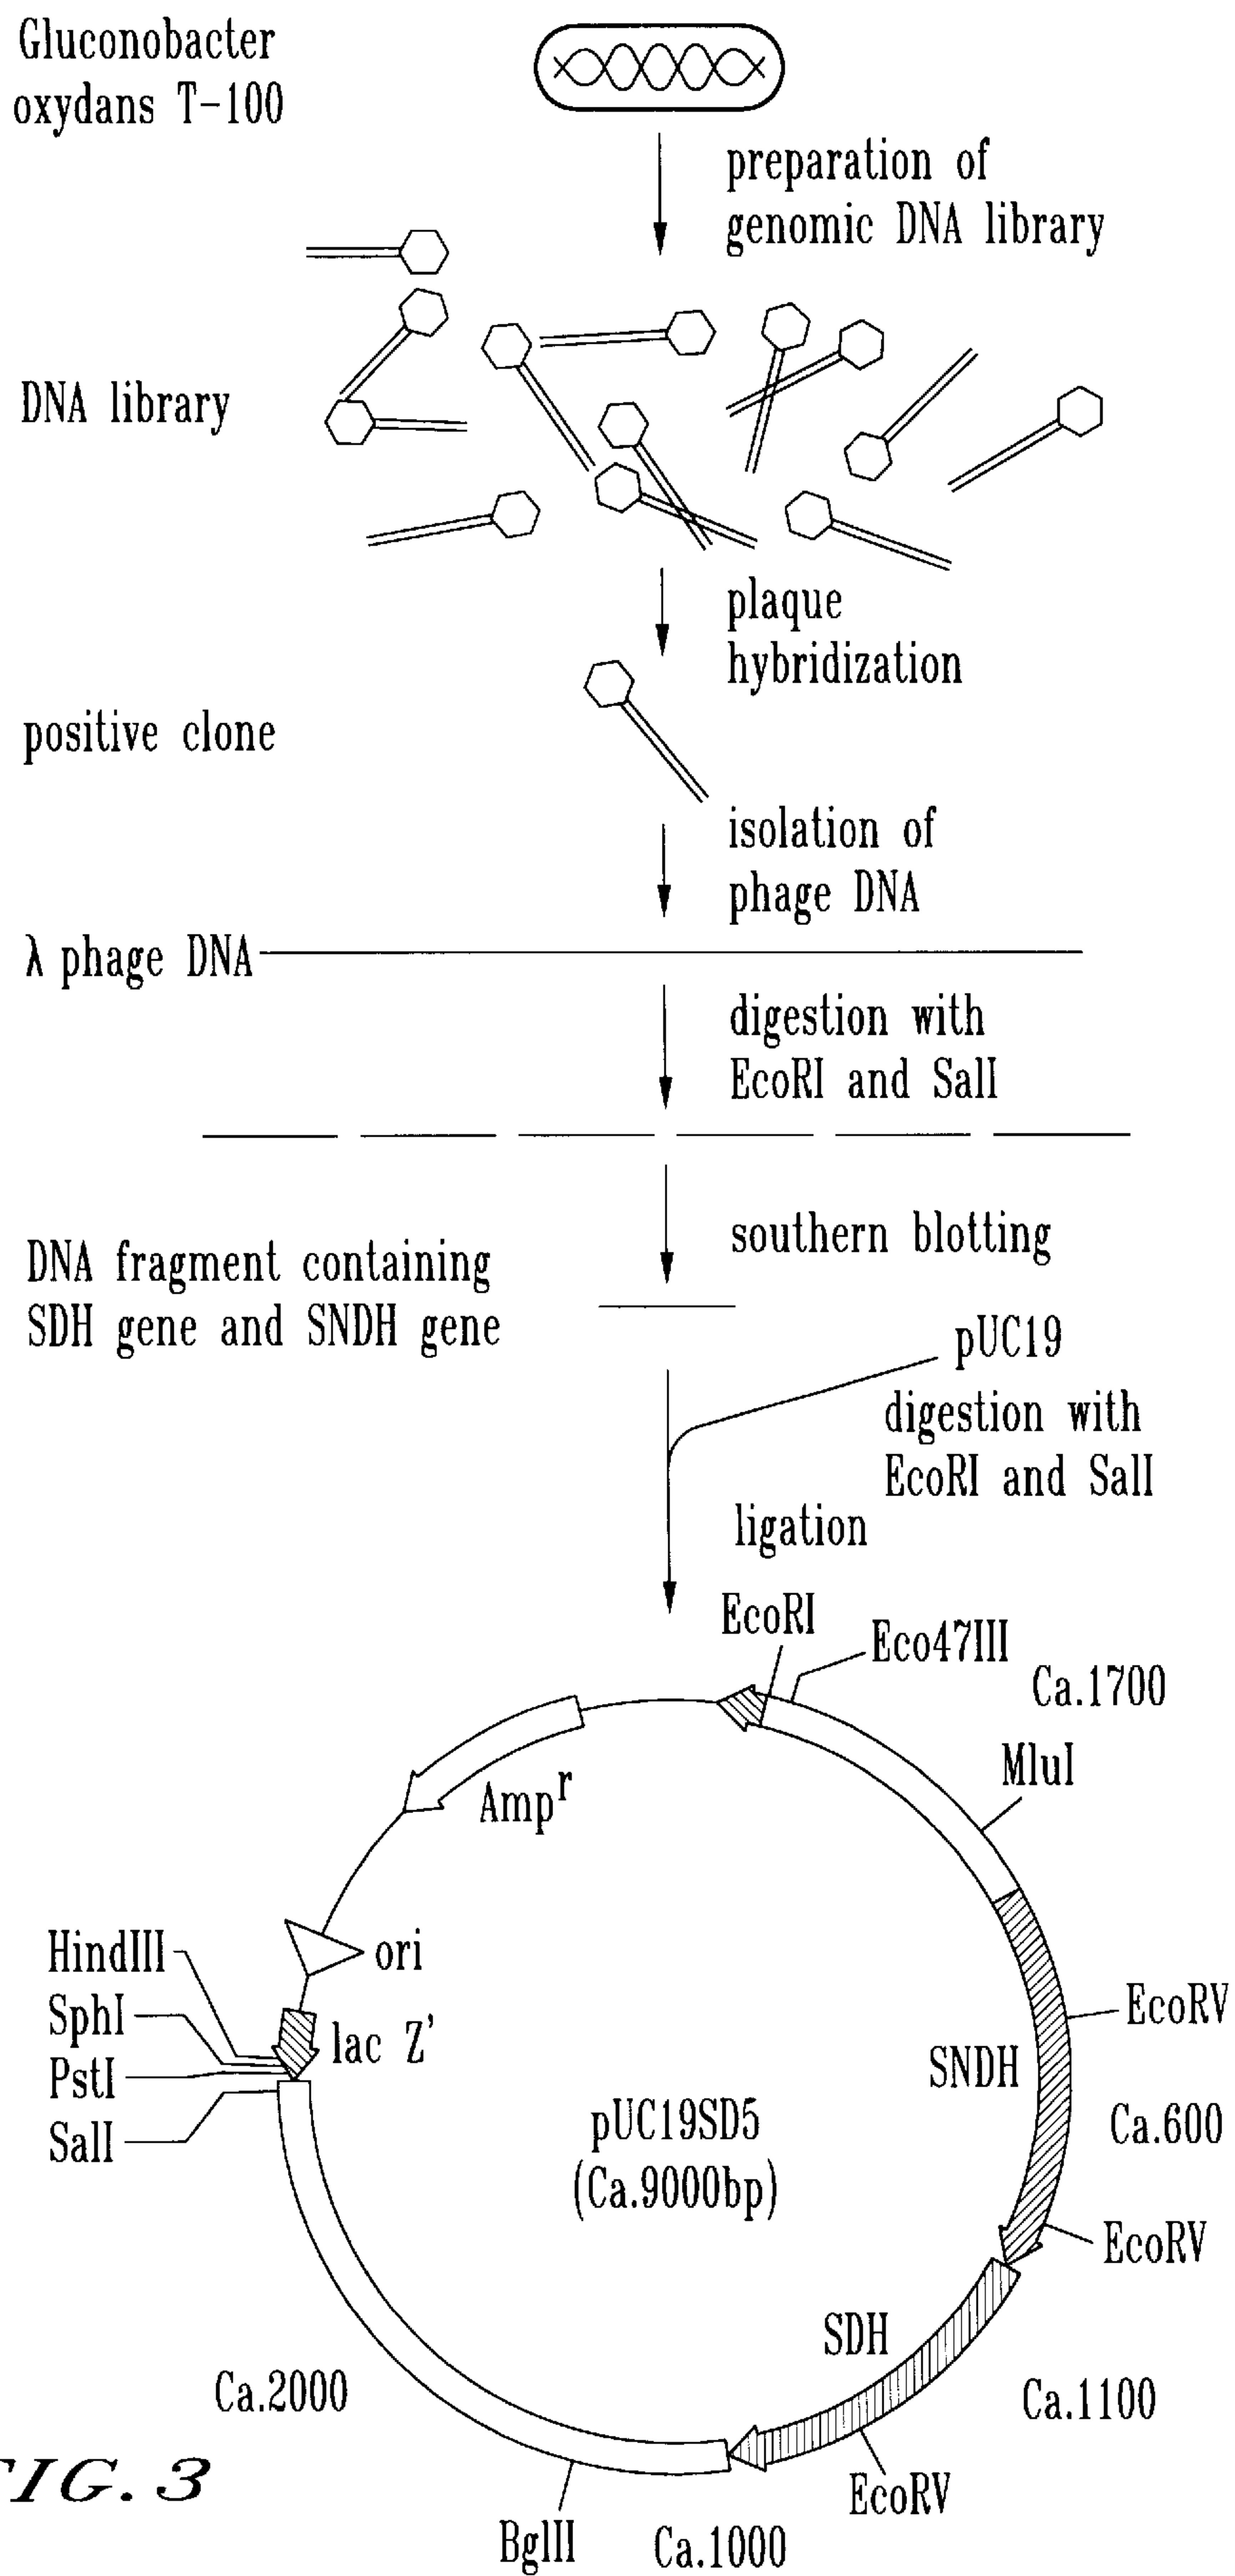 Gluconobacter
oxydans T-100
preparation of
genomic DNA library
DNA library
plaque
hybridization
positive clone
isolation of
phage DNA
λ phage DNA
digestion with
EcoRI and SalI
southern blotting
DNA fragment containing
SDH gene and SNDH gene
pUC19
digestion with
EcoRI and SalI
ligation
EcoRI
Eco47III
Ca.1700
MluI
Ampr
HindIII
ori
SphI
lac Z'
PstI
SalI
EcoRV
SNDH
pUC19SD5
(Ca.9000bp)
Ca.600
EcoRV
SDH
Ca.2000
Ca.1100
EcoRV
BglII
Ca.1000
FIG. 3